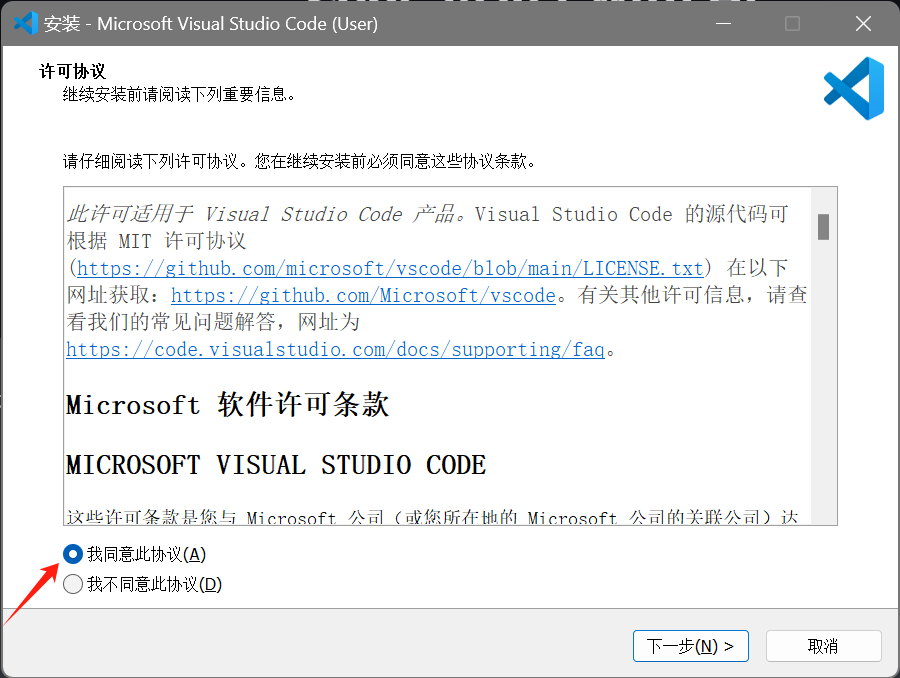 安装 - Microsoft Visual Studio Code (User)
许可协议
继续安装前请阅读下列重要信息。
请仔细阅读下列许可协议。您在继续安装前必须同意这些协议条款。
此许可适用于 Visual Studio Code 产品。Visual Studio Code 的源代码可
根据 MIT 许可协议
(https://github.com/microsoft/vscode/blob/main/LICENSE.txt) 在以下
网址获取：https://github.com/Microsoft/vscode。有关其他许可信息，请查
看我们的常见问题解答，网址为
https://code.visualstudio.com/docs/supporting/faq。
Microsoft 软件许可条款
MICROSOFT VISUAL STUDIO CODE
这些许可条款是您与 Microsoft 公司（或您所在地的 Microsoft 公司的关联公司）达
我同意此协议(A)
我不同意此协议(D)
下一步(N) >
取消